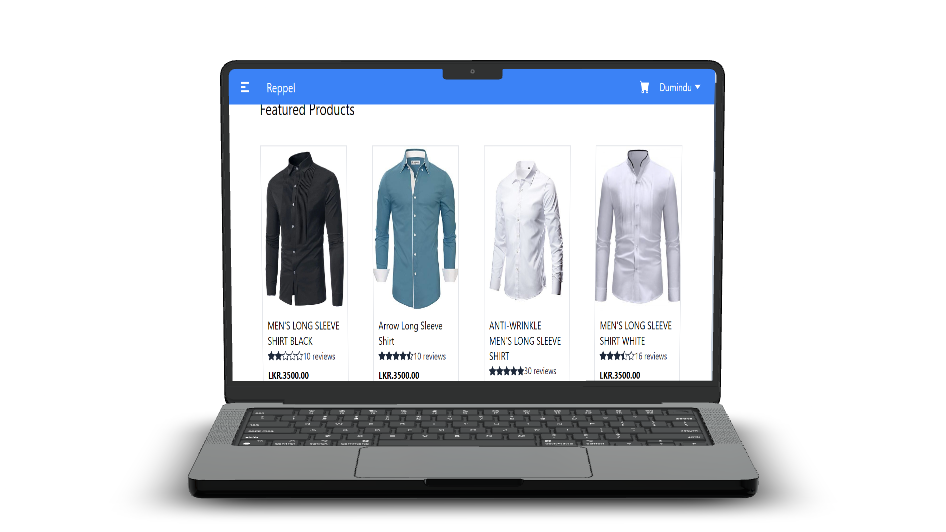 Reppel
Dumindu
Featured Products
MEN'S LONG SLEEVE
SHIRT BLACK
10 reviews
LKR.3500.00
Arrow Long Sleeve
Shirt
10 reviews
LKR.3500.00
ANTI-WRINKLE
MEN'S LONG SLEEVE
SHIRT
30 reviews
MEN'S LONG SLEEVE
SHIRT WHITE
16 reviews
LKR.3500.00